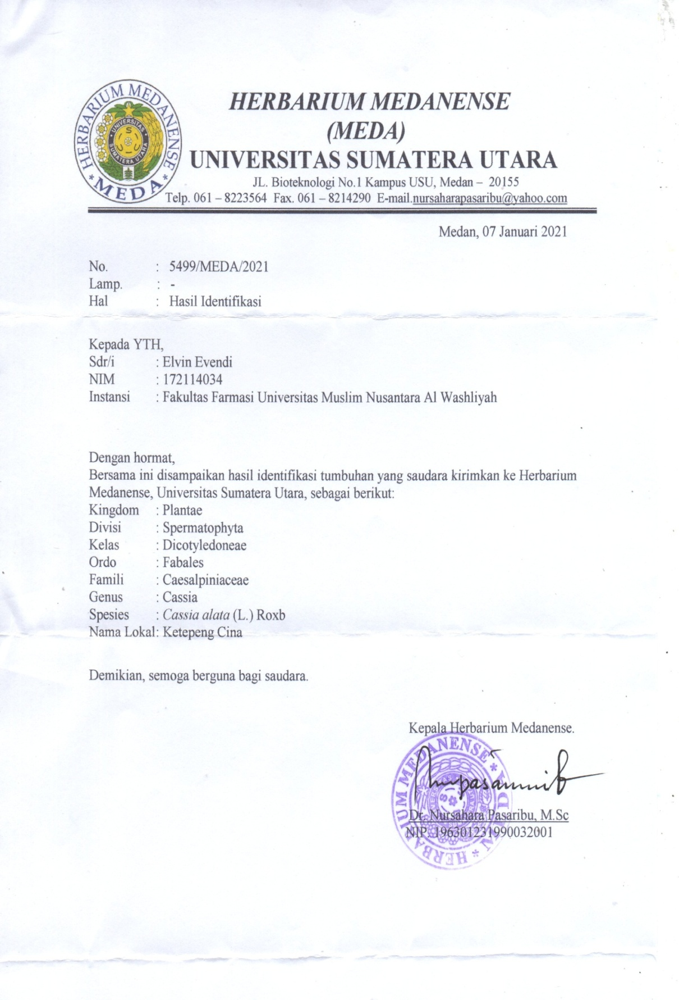 HERBARIUM MEDANENSE
* MEDA *
UNIVERSITAS
SUMATERA UTARA
HERBARIUM MEDANENSE
(MEDA)
UNIVERSITAS SUMATERA UTARA
JL. Bioteknologi No.1 Kampus USU, Medan – 20155
Telp. 061 – 8223564 Fax. 061 – 8214290 E-mail.nursaharapasaribu@yahoo.com
Medan, 07 Januari 2021
No. : 5499/MEDA/2021
Lamp. : -
Hal : Hasil Identifikasi
Kepada YTH,
Sdr/i : Elvin Evendi
NIM : 172114034
Instansi : Fakultas Farmasi Universitas Muslim Nusantara Al Washliyah
Dengan hormat,
Bersama ini disampaikan hasil identifikasi tumbuhan yang saudara kirimkan ke Herbarium
Medanense, Universitas Sumatera Utara, sebagai berikut:
Kingdom : Plantae
Divisi : Spermatophyta
Kelas : Dicotyledoneae
Ordo : Fabales
Famili : Caesalpiniaceae
Genus : Cassia
Spesies : Cassia alata (L.) Roxb
Nama Lokal: Ketepeng Cina
Demikian, semoga berguna bagi saudara.
Kepala Herbarium Medanense.
HERBARIUM MEDANENSE *
Dr. Nursahara Pasaribu, M.Sc
NIP. 196301231990032001